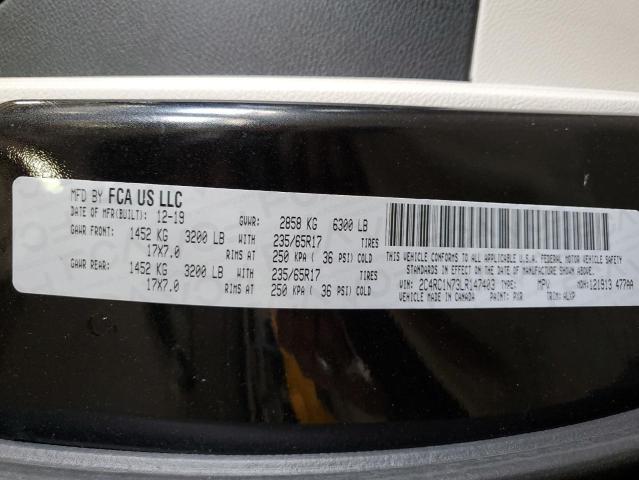 MFD BY FCA US LLC
DATE OF MFR(BUILT): 12-19 GVWR: 2858 KG 6300 LB
GAWR FRONT: 1452 KG 3200 LB WITH 235/65R17 TIRES
17X7.0 RIMS AT 250 KPA ( 36 PSI) COLD
GAWR REAR: 1452 KG 3200 LB WITH 235/65R17 TIRES
17X7.0 RIMS AT 250 KPA ( 36 PSI) COLD
THIS VEHICLE CONFORMS TO ALL APPLICABLE U.S.A. FEDERAL MOTOR VEHICLE SAFETY
STANDARDS IN EFFECT ON THE DATE OF MANUFACTURE SHOWN ABOVE.
VIN: 2C4RC1N73LR147403 TYPE: MPV MDH:121913 477AA
VEHICLE MADE IN CANADA PAINT: PXR TRIM: ALXP